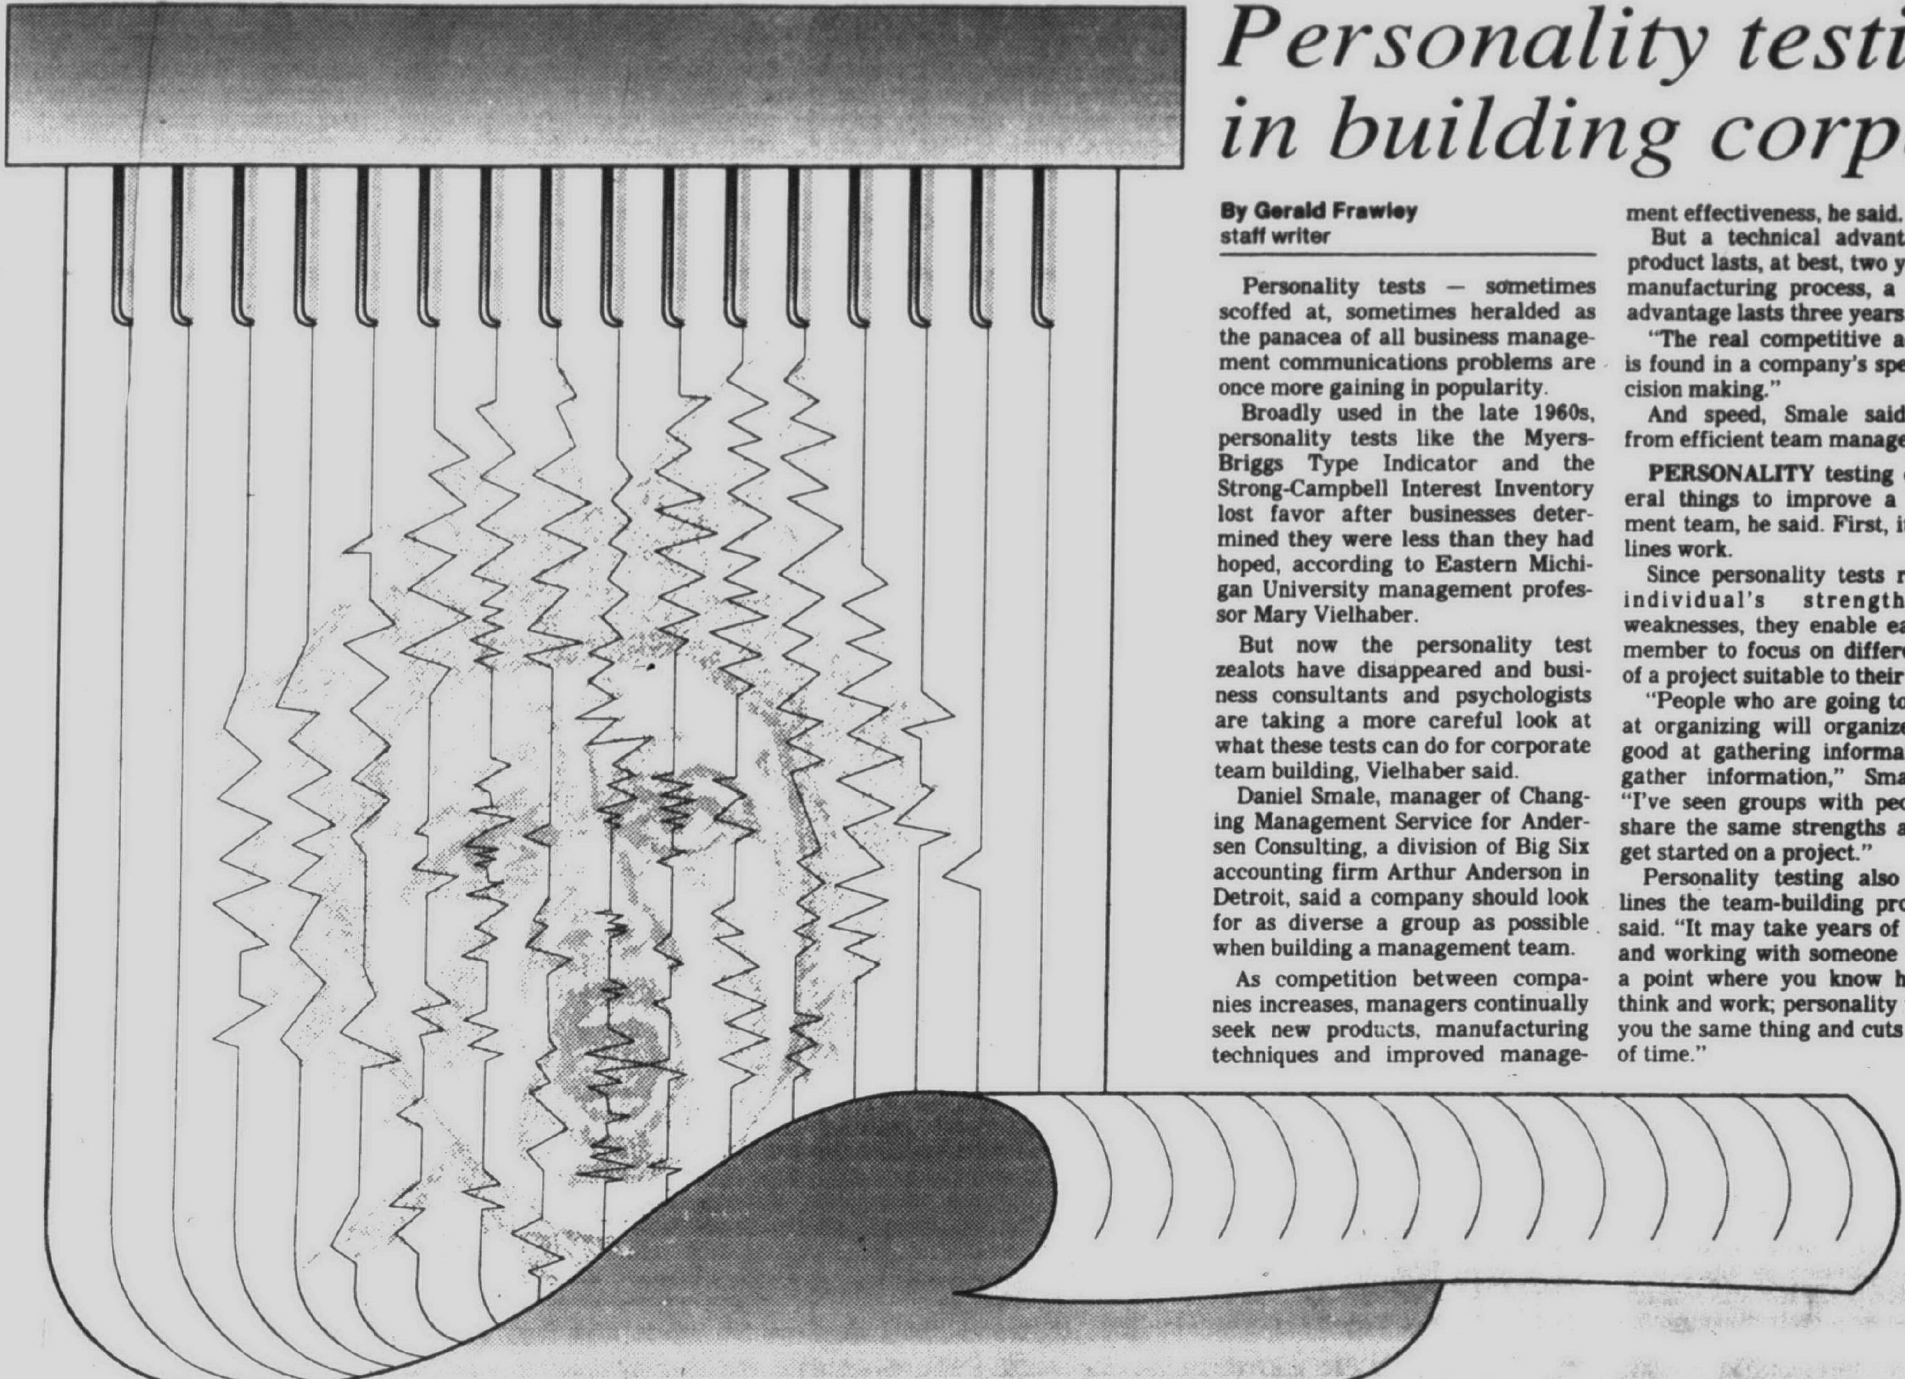 Personality testi
in building corp
By Gerald Frawley
staff writer
Personality tests — sometimes
scoffed at, sometimes heralded as
the panacea of all business manage-
ment communications problems are
once more gaining in popularity.
Broadly used in the late 1960s,
personality tests like the Myers-
Briggs Type Indicator and the
Strong-Campbell Interest Inventory
lost favor after businesses deter-
mined they were less than they had
hoped, according to Eastern Michi-
gan University management profes-
sor Mary Vielhaber.
But now the personality test
zealots have disappeared and busi-
ness consultants and psychologists
are taking a more careful look at
what these tests can do for corporate
team building, Vielhaber said.
Daniel Smale, manager of Chang-
ing Management Service for Ander-
sen Consulting, a division of Big Six
accounting firm Arthur Anderson in
Detroit, said a company should look
for as diverse a group as possible
when building a management team.
As competition between compa-
nies increases, managers continually
seek new products, manufacturing
techniques and improved manage-
ment effectiveness, he said.
But a technical advant
product lasts, at best, two y
manufacturing process, a
advantage lasts three years
"The real competitive a
is found in a company's spe
cision making."
And speed, Smale said
from efficient team manage
PERSONALITY testing
eral things to improve a
ment team, he said. First, i
lines work.
Since personality tests r
individual's strength
weaknesses, they enable ea
member to focus on differe
of a project suitable to their
"People who are going to
at organizing will organize
good at gathering informa
gather information," Sma
"I've seen groups with peo
share the same strengths a
get started on a project."
Personality testing also
lines the team-building pro
said. "It may take years of
and working with someone
a point where you know h
think and work; personality
you the same thing and cuts
of time."